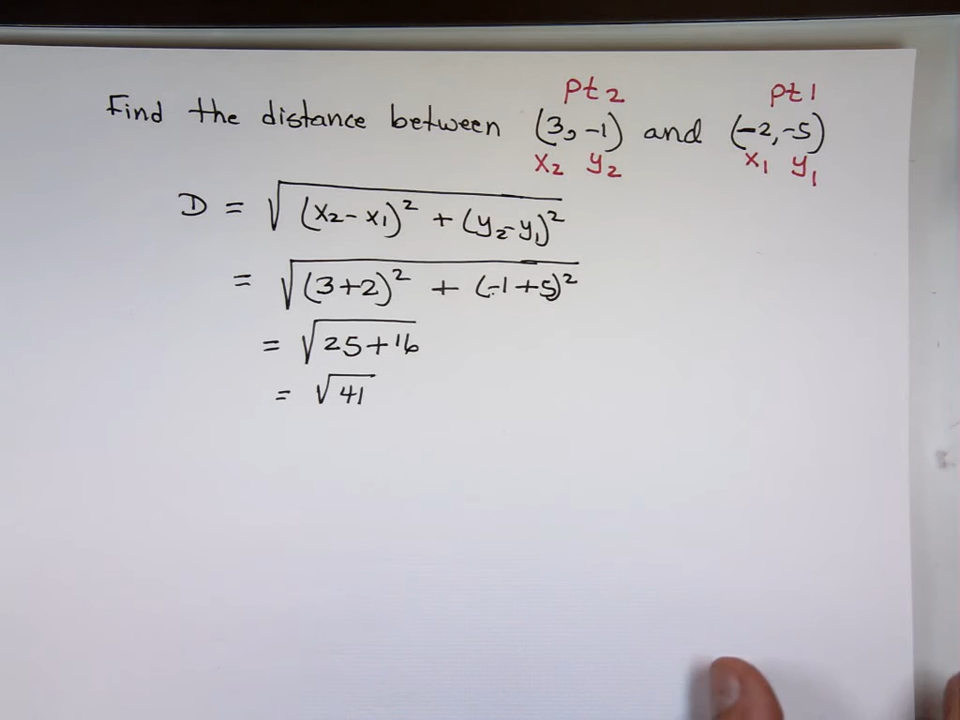 pt2 pt1
Find the distance between (3, -1) and (-2, -5)
x₂ y₂ x₁ y₁
D = √((x₂-x₁)² + (y₂-y₁)²)
= √((3+2)² + (-1+5)²)
= √(25+16)
= √41